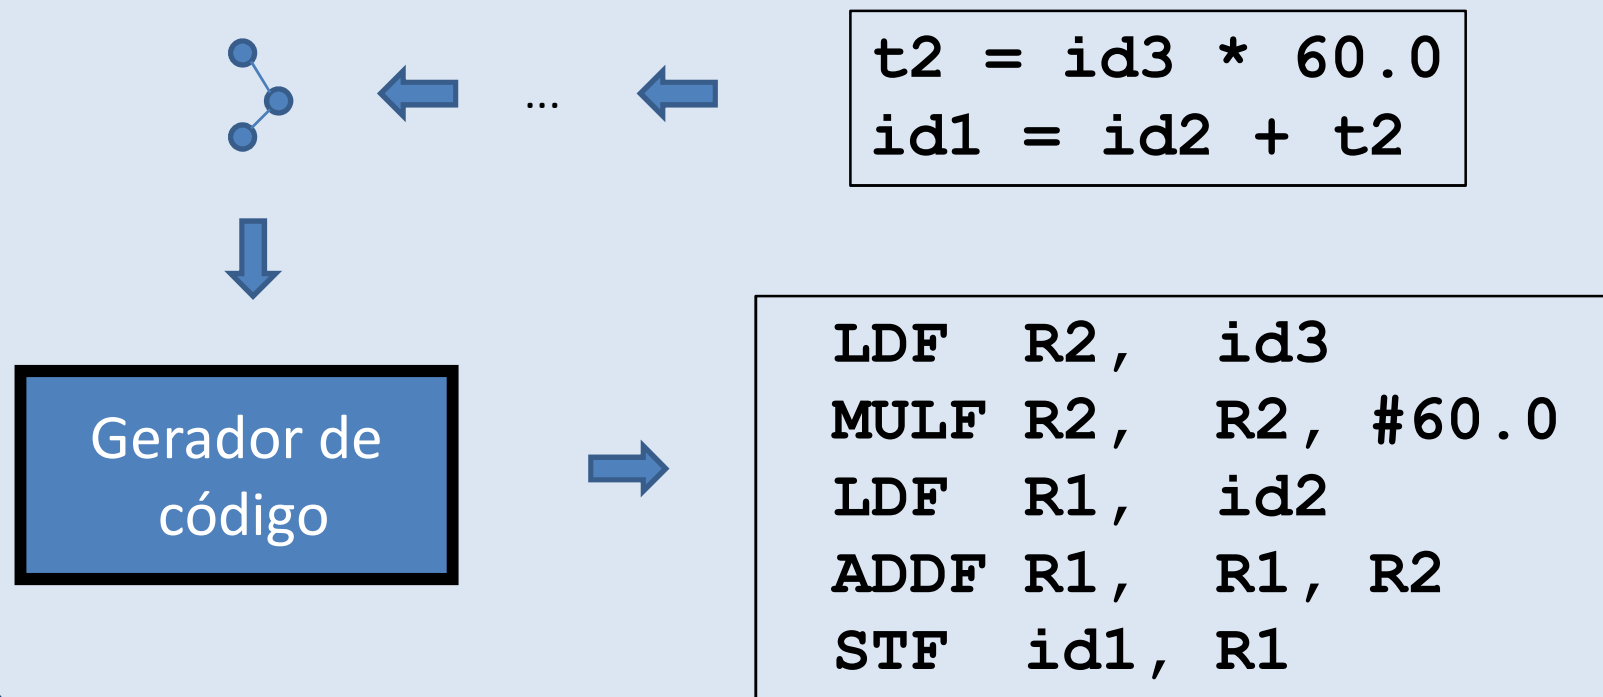 t2 = id3 * 60.0
id1 = id2 + t2
...
Gerador de
código
LDF R2, id3
MULF R2, R2, #60.0
LDF R1, id2
ADDF R1, R1, R2
STF id1, R1